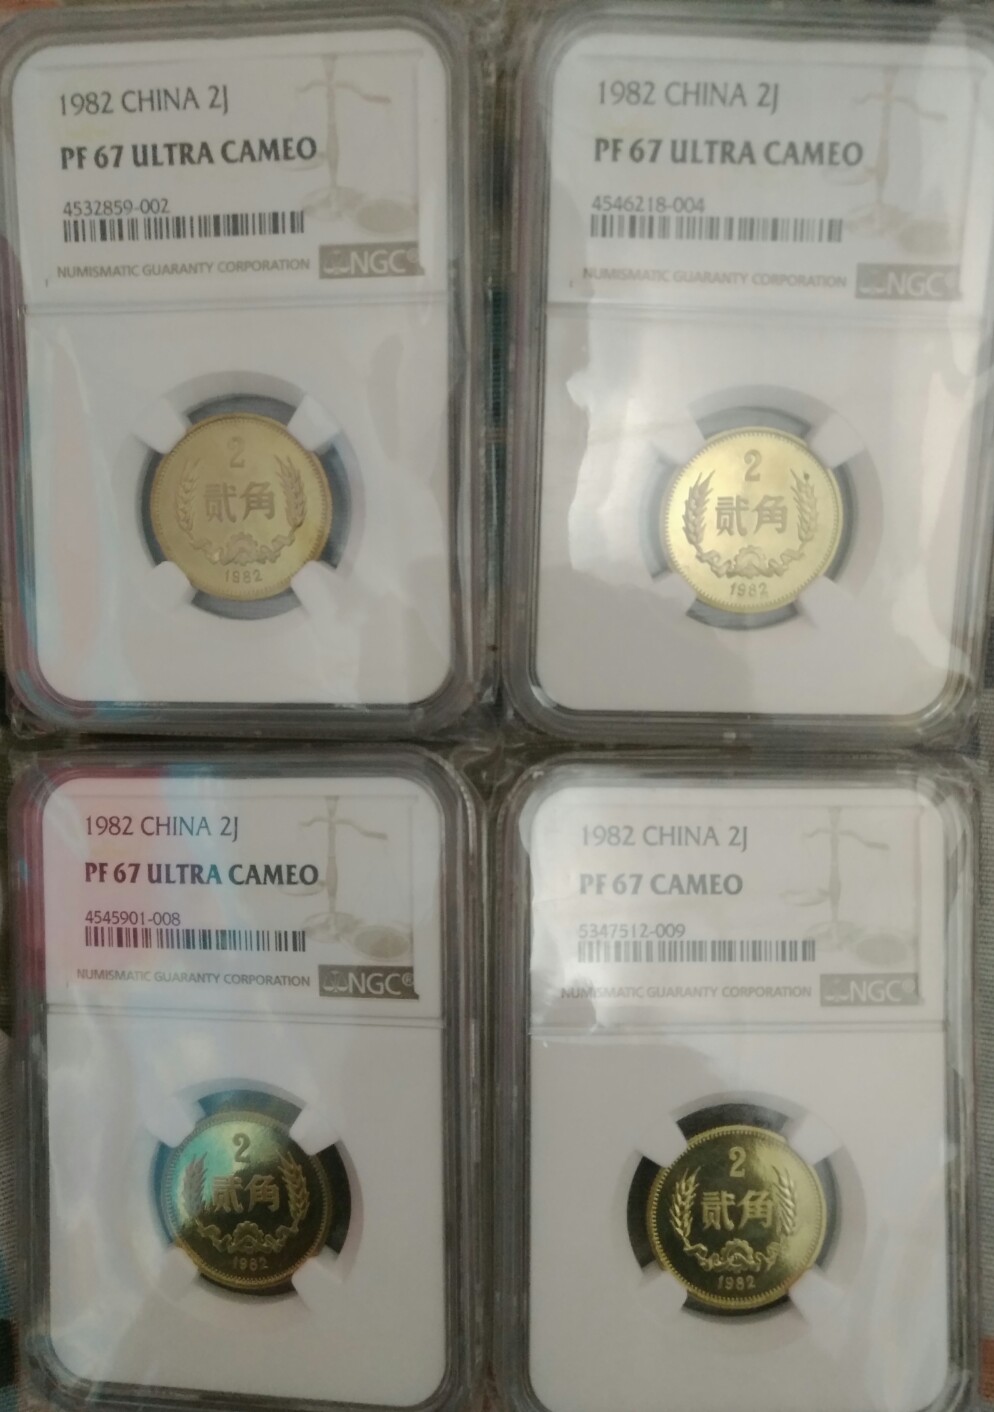 1982 CHINA 2J
PF 67 ULTRA CAMEO
4532859-002
NUMISMATIC GUARANTY CORPORATION NGC®
2
贰角
1982
1982 CHINA 2J
PF 67 ULTRA CAMEO
4546218-004
NUMISMATIC GUARANTY CORPORATION NGC®
2
贰角
1982
1982 CHINA 2J
PF 67 ULTRA CAMEO
4545901-008
NUMISMATIC GUARANTY CORPORATION NGC®
2
贰角
1982
1982 CHINA 2J
PF 67 CAMEO
5347512-009
NUMISMATIC GUARANTY CORPORATION NGC®
2
贰角
1982